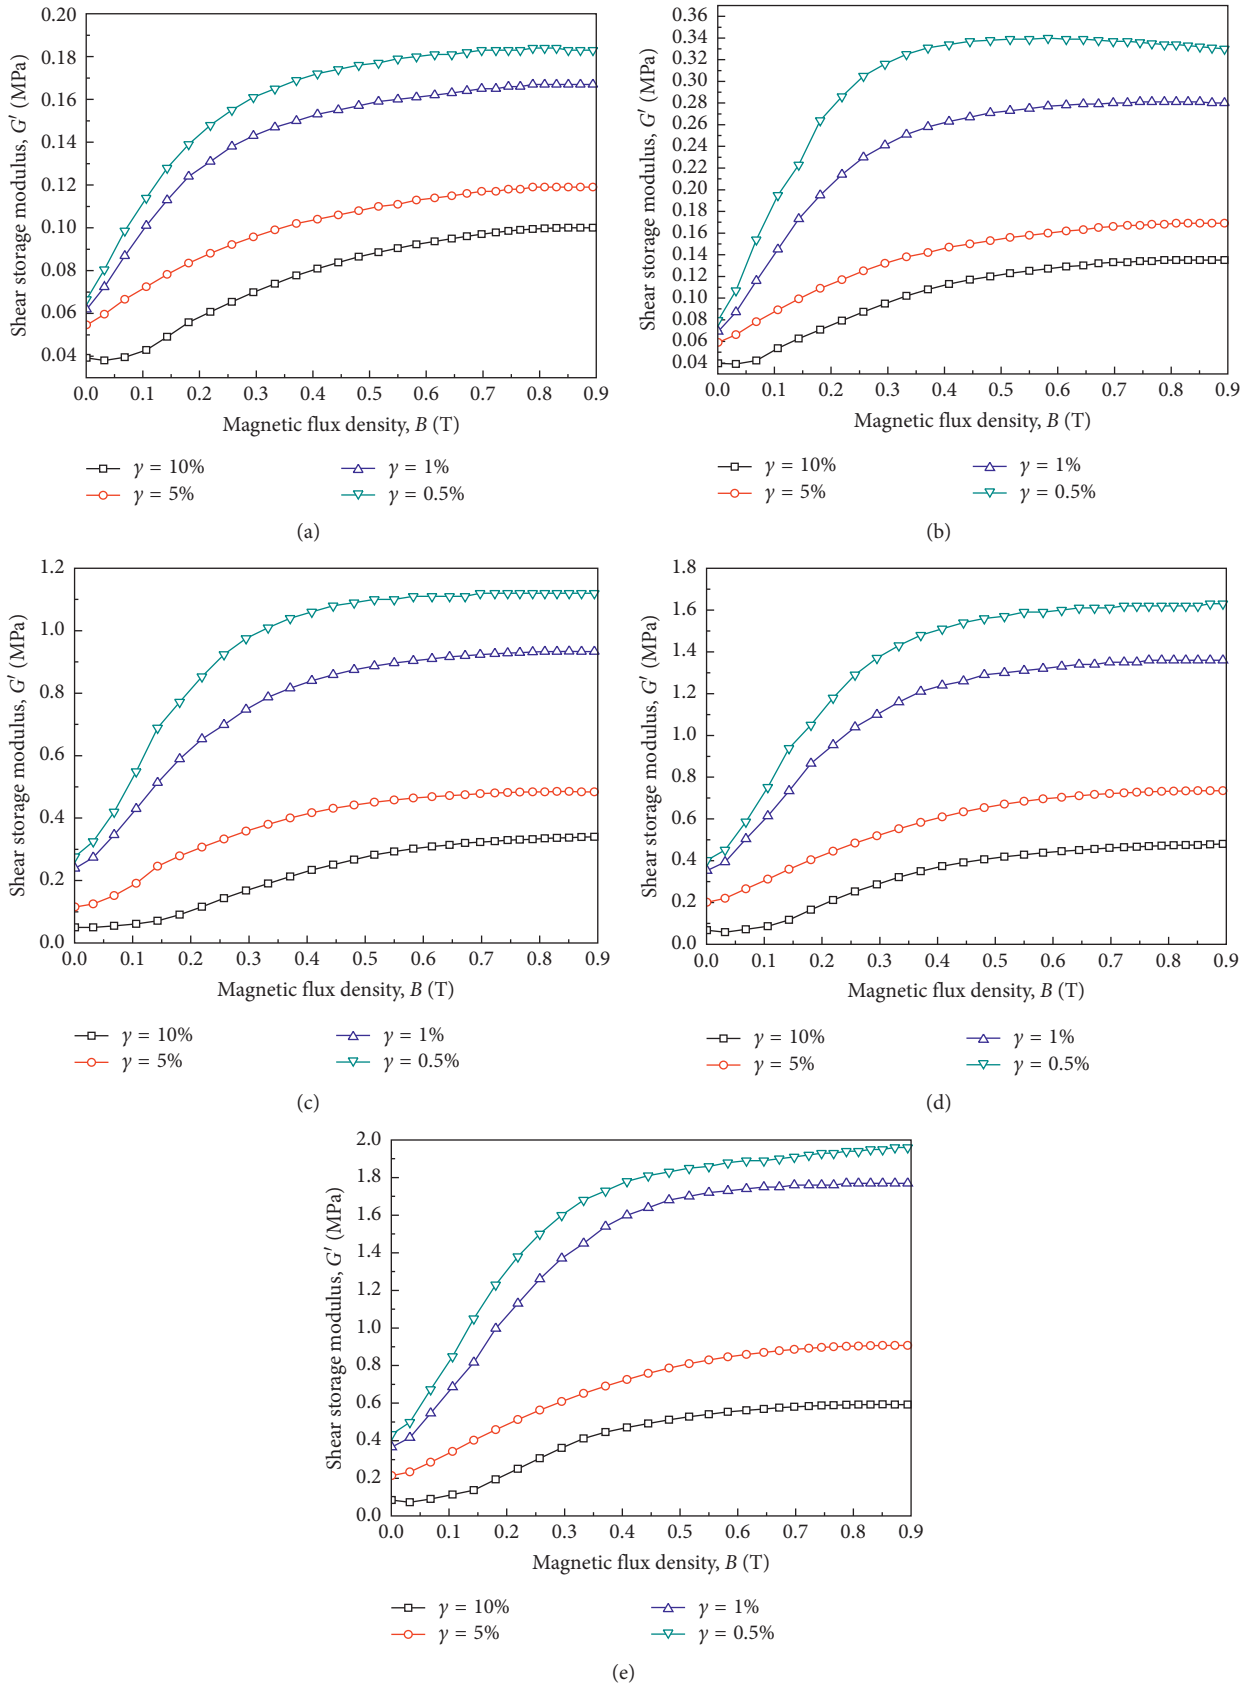 0.20
0.18
0.16
0.14
0.12
0.10
0.08
0.06
0.04
Shear storage modulus, G′ (MPa)
0.0 0.1 0.2 0.3 0.4 0.5 0.6 0.7 0.8 0.9
Magnetic flux density, B (T)
γ = 10% γ = 1%
γ = 5% γ = 0.5%
(a)
0.36
0.34
0.32
0.28
0.26
0.24
0.20
0.18
0.16
0.14
0.12
0.10
0.08
0.06
0.04
Shear storage modulus, G′ (MPa)
0.0 0.1 0.2 0.3 0.4 0.5 0.6 0.7 0.8 0.9
Magnetic flux density, B (T)
γ = 10% γ = 1%
γ = 5% γ = 0.5%
(b)
1.2
1.0
0.8
0.6
0.4
0.2
0.0
Shear storage modulus, G′ (MPa)
0.0 0.1 0.2 0.3 0.4 0.5 0.6 0.7 0.8 0.9
Magnetic flux density, B (T)
γ = 10% γ = 1%
γ = 5% γ = 0.5%
(c)
1.8
1.6
1.4
1.2
1.0
0.8
0.6
0.4
0.2
0.0
Shear storage modulus, G′ (MPa)
0.0 0.1 0.2 0.3 0.4 0.5 0.6 0.7 0.8 0.9
Magnetic flux density, B (T)
γ = 10% γ = 1%
γ = 5% γ = 0.5%
(d)
2.0
1.8
1.6
1.4
1.2
1.0
0.8
0.6
0.4
0.2
0.0
Shear storage modulus, G′ (MPa)
0.0 0.1 0.2 0.3 0.4 0.5 0.6 0.7 0.8 0.9
Magnetic flux density, B (T)
γ = 10% γ = 1%
γ = 5% γ = 0.5%
(e)